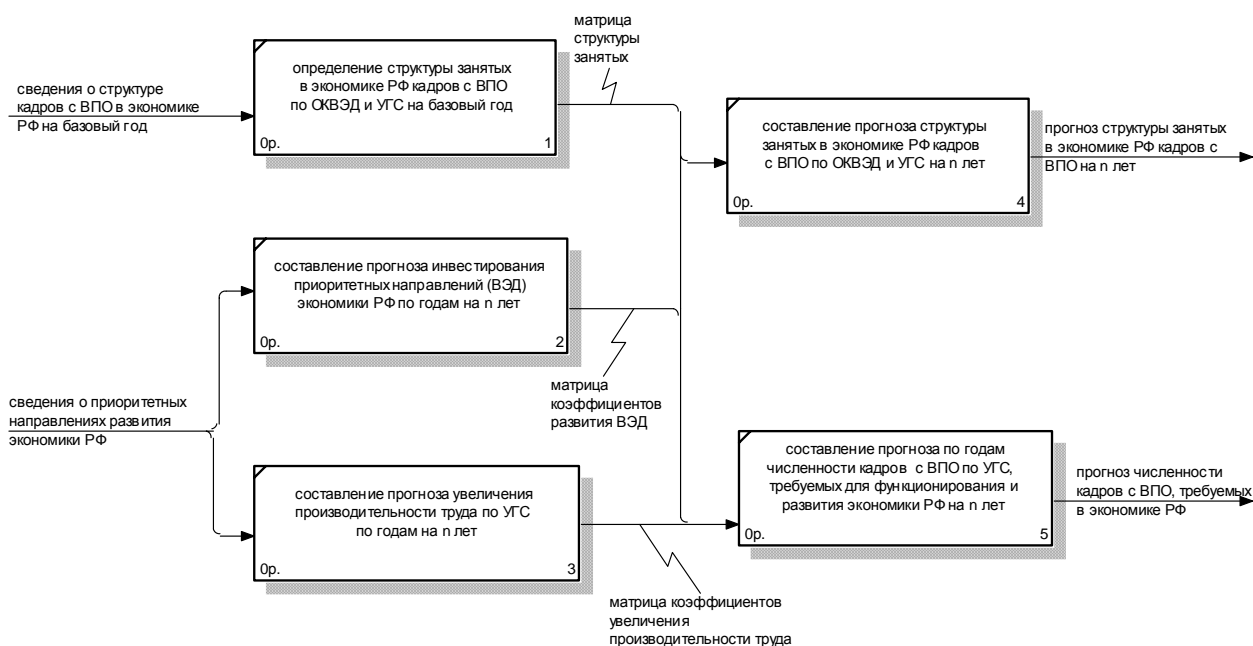 матрица
структуры
занятых
сведения о структуре
кадров с ВПО в экономике
РФ на базовый год
определение структуры занятых
в экономике РФ кадров с ВПО
по ОКВЭД и УГС на базовый год
0р.
1
составление прогноза структуры
занятых в экономике РФ кадров
с ВПО по ОКВЭД и УГС на n лет
0р.
4
прогноз структуры занятых
в экономике РФ кадров с
ВПО на n лет
составление прогноза инвестирования
приоритетных направлений (ВЭД)
экономики РФ по годам на n лет
0р.
2
матрица
коэффициентов
развития ВЭД
сведения о приоритетных
направлениях развития
экономики РФ
составление прогноза увеличения
производительности труда по УГС
по годам на n лет
0р.
3
составление прогноза по годам
численности кадров с ВПО по УГС,
требуемых для функционирования и
развития экономики РФ на n лет
0р.
5
прогноз численности
кадров с ВПО, требуемых
в экономике РФ
матрица коэффициентов
увеличения
производительности труда